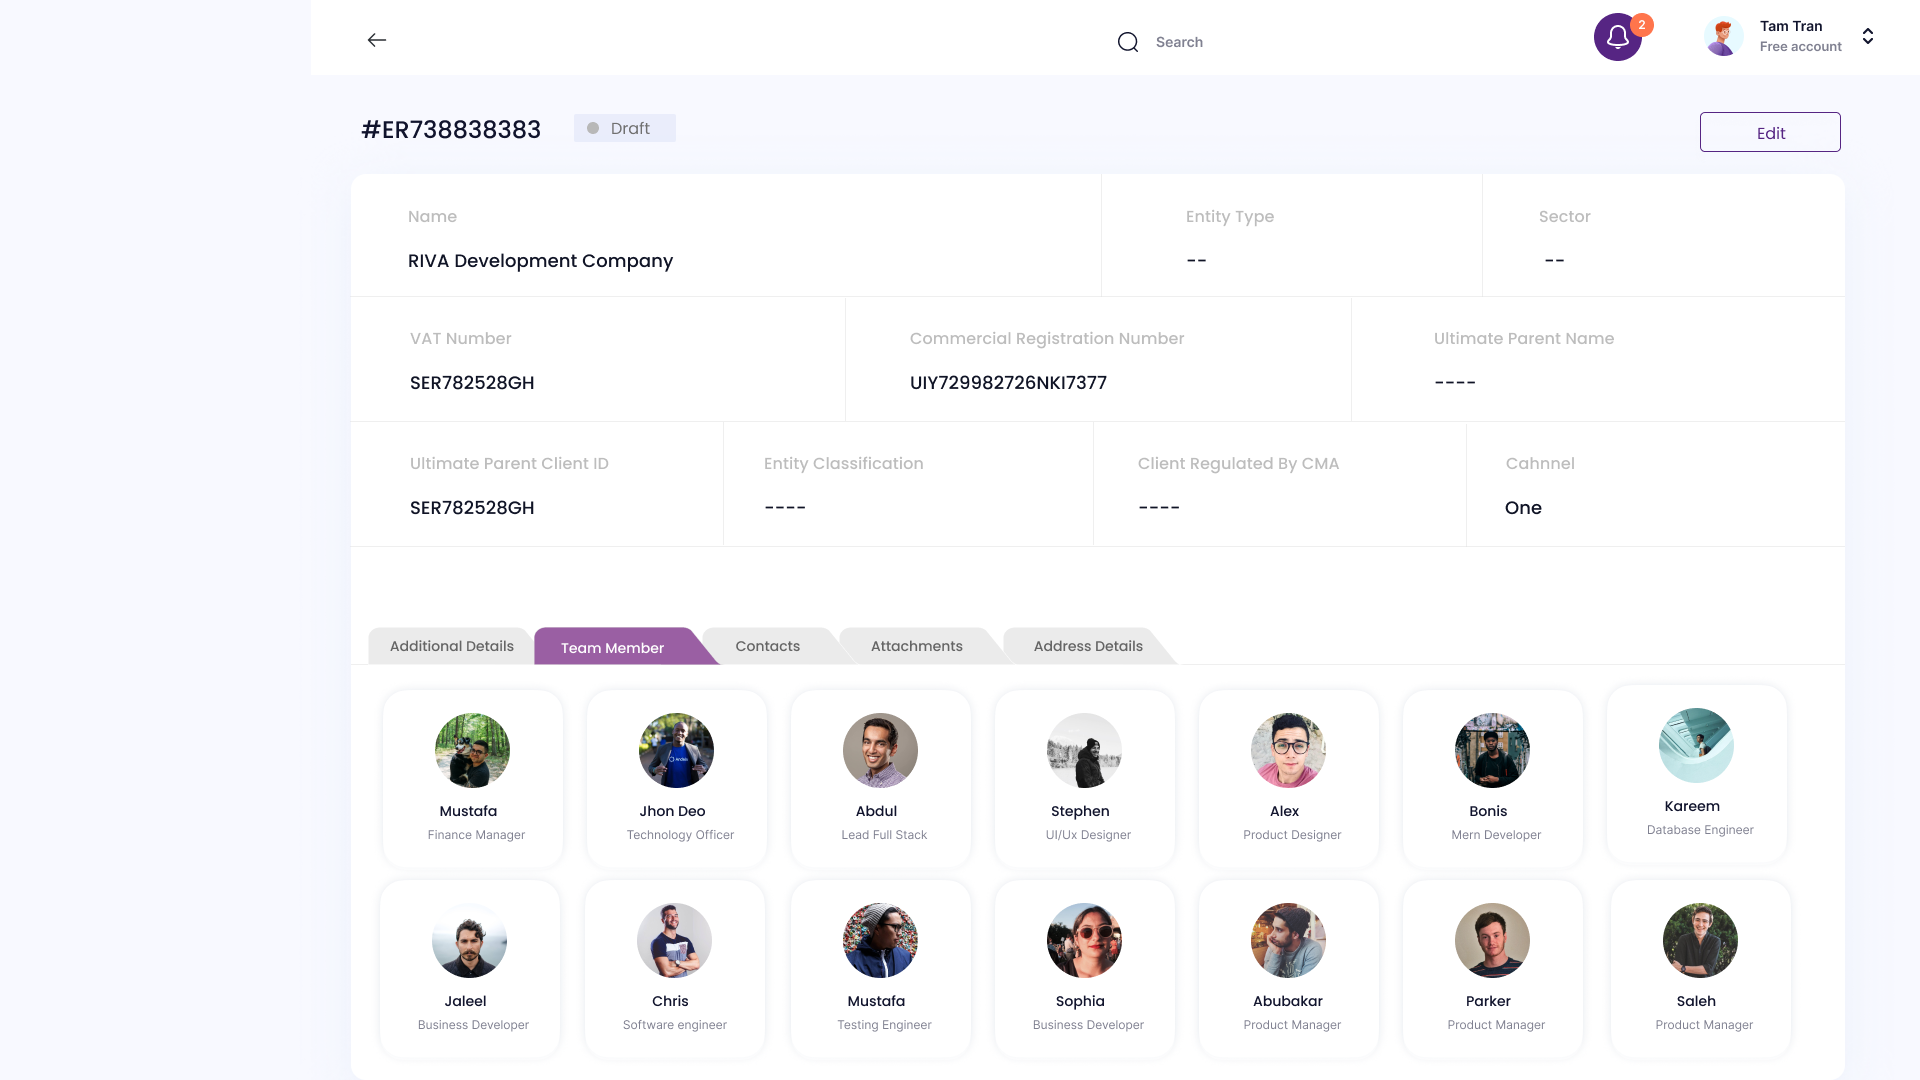 Search
2
Tam Tran
Free account
#ER738838383
Draft
Edit
Name
Entity Type
Sector
RIVA Development Company
--
--
VAT Number
Commercial Registration Number
Ultimate Parent Name
SER782528GH
UIY729982726NKI7377
----
Ultimate Parent Client ID
Entity Classification
Client Regulated By CMA
Cahnnel
SER782528GH
----
----
One
Additional Details
Team Member
Contacts
Attachments
Address Details
Mustafa
Finance Manager
Jhon Deo
Technology Officer
Abdul
Lead Full Stack
Stephen
UI/Ux Designer
Alex
Product Designer
Bonis
Mern Developer
Kareem
Database Engineer
Jaleel
Business Developer
Chris
Software engineer
Mustafa
Testing Engineer
Sophia
Business Developer
Abubakar
Product Manager
Parker
Product Manager
Saleh
Product Manager